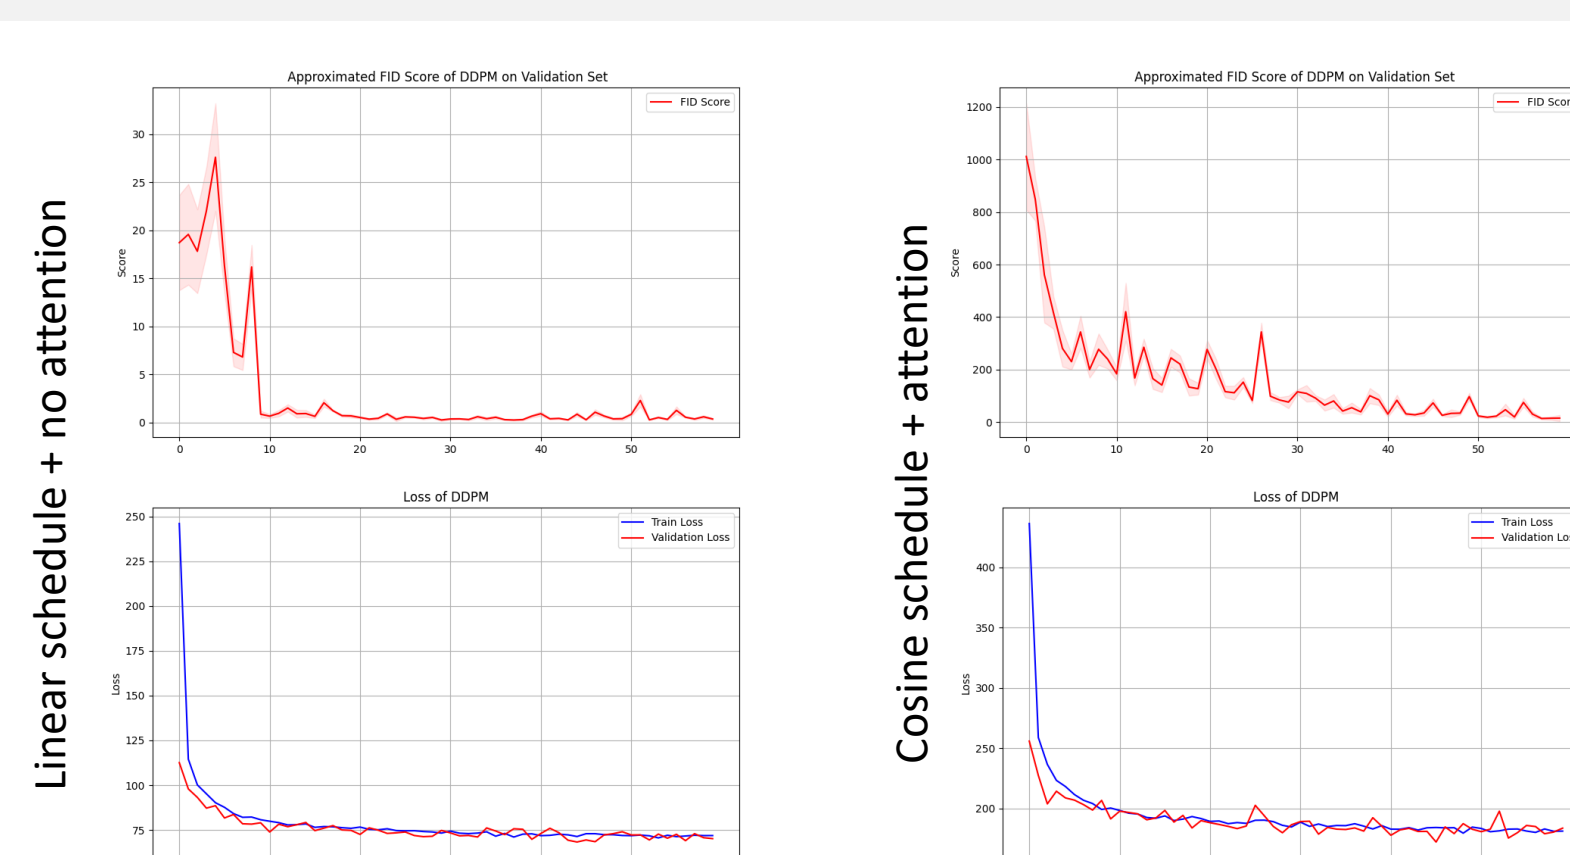 Linear schedule + no attention
Approximated FID Score of DDPM on Validation Set
FID Score
Score
30
25
20
15
10
5
0
0 10 20 30 40 50
Loss of DDPM
Train Loss
Validation Loss
Loss
250
225
200
175
150
125
100
75
Cosine schedule + attention
Approximated FID Score of DDPM on Validation Set
FID Scor
Score
1200
1000
800
600
400
200
0
0 10 20 30 40 50
Loss of DDPM
Train Loss
Validation Los
Loss
400
350
300
250
200